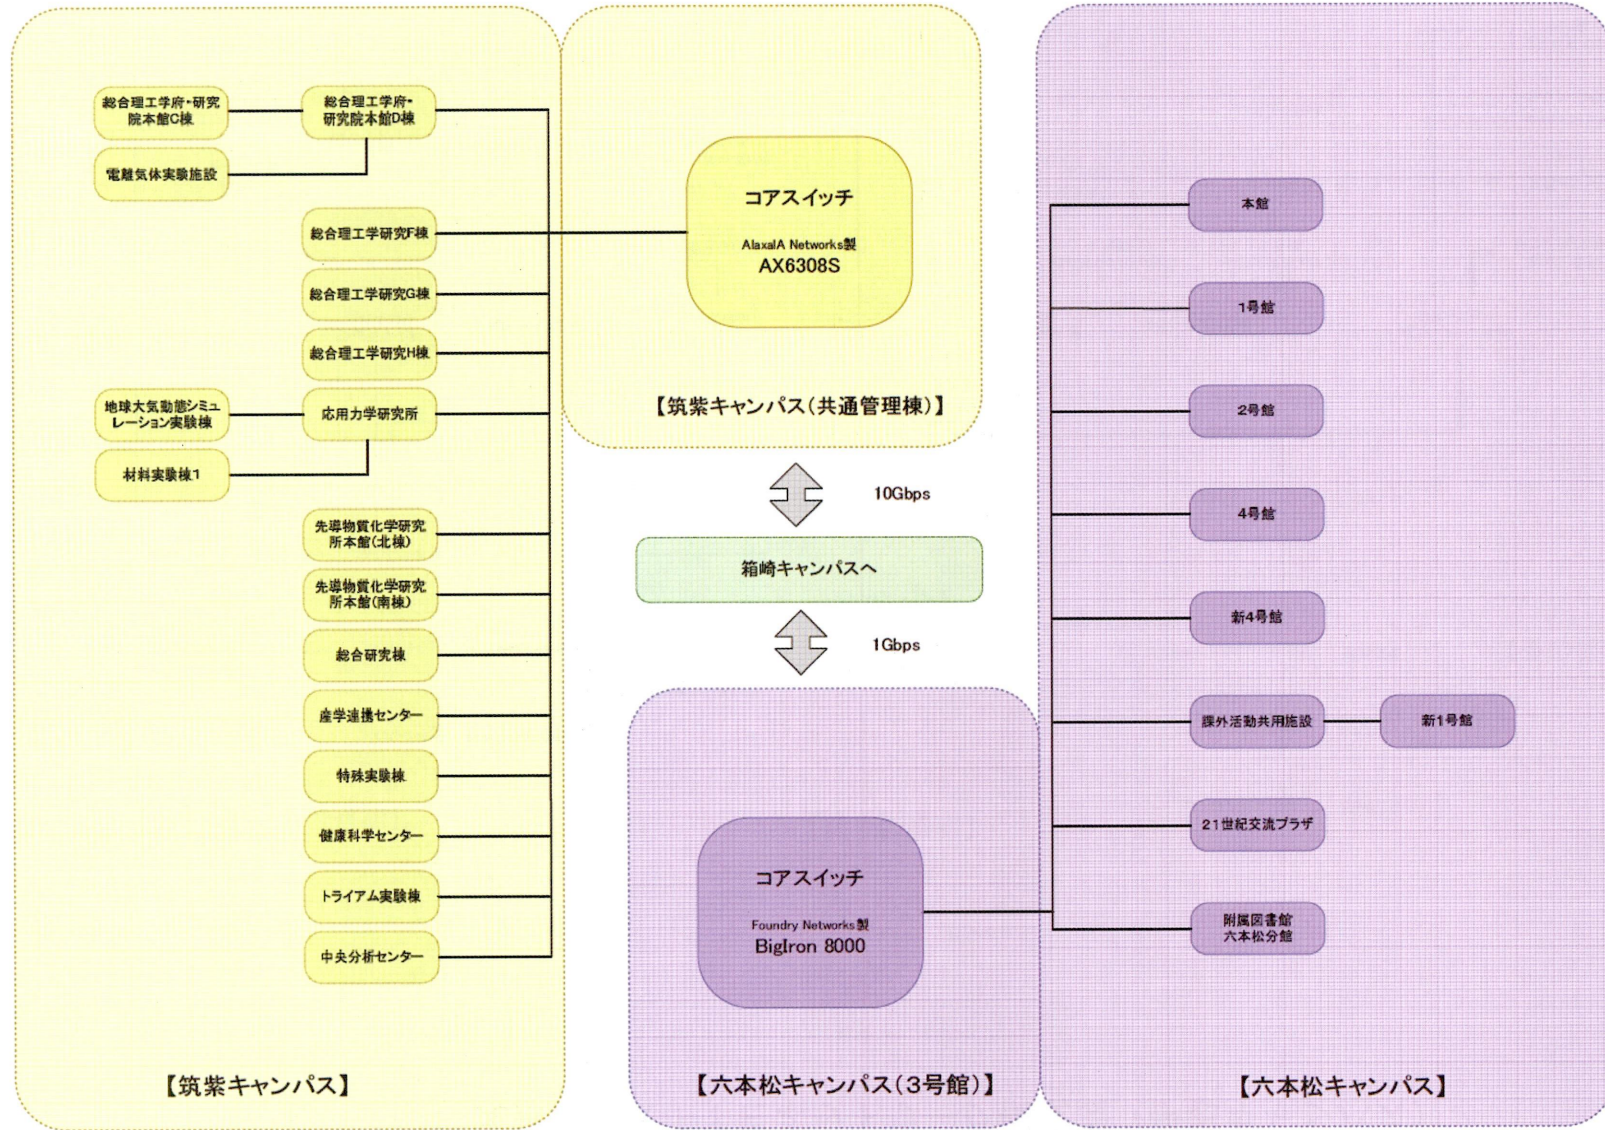 総合理工学府・研究
院本館C棟
総合理工学府・
研究院本館D棟
電離気体実験施設
総合理工学研究F棟
総合理工学研究G棟
総合理工学研究H棟
地球大気動態シミュ
レーション実験棟
応用力学研究所
材料実験棟1
先導物質化学研究
所本館(北棟)
先導物質化学研究
所本館(南棟)
総合研究棟
産学連携センター
特殊実験棟
健康科学センター
トライアム実験棟
中央分析センター
【筑紫キャンパス】
コアスイッチ
AlaxalA Networks製
AX6308S
【筑紫キャンパス(共通管理棟)】
10Gbps
箱崎キャンパスへ
1Gbps
コアスイッチ
Foundry Networks製
BigIron 8000
【六本松キャンパス(3号館)】
本館
1号館
2号館
4号館
新4号館
課外活動共用施設
新1号館
21世紀交流プラザ
附属図書館
六本松分館
【六本松キャンパス】